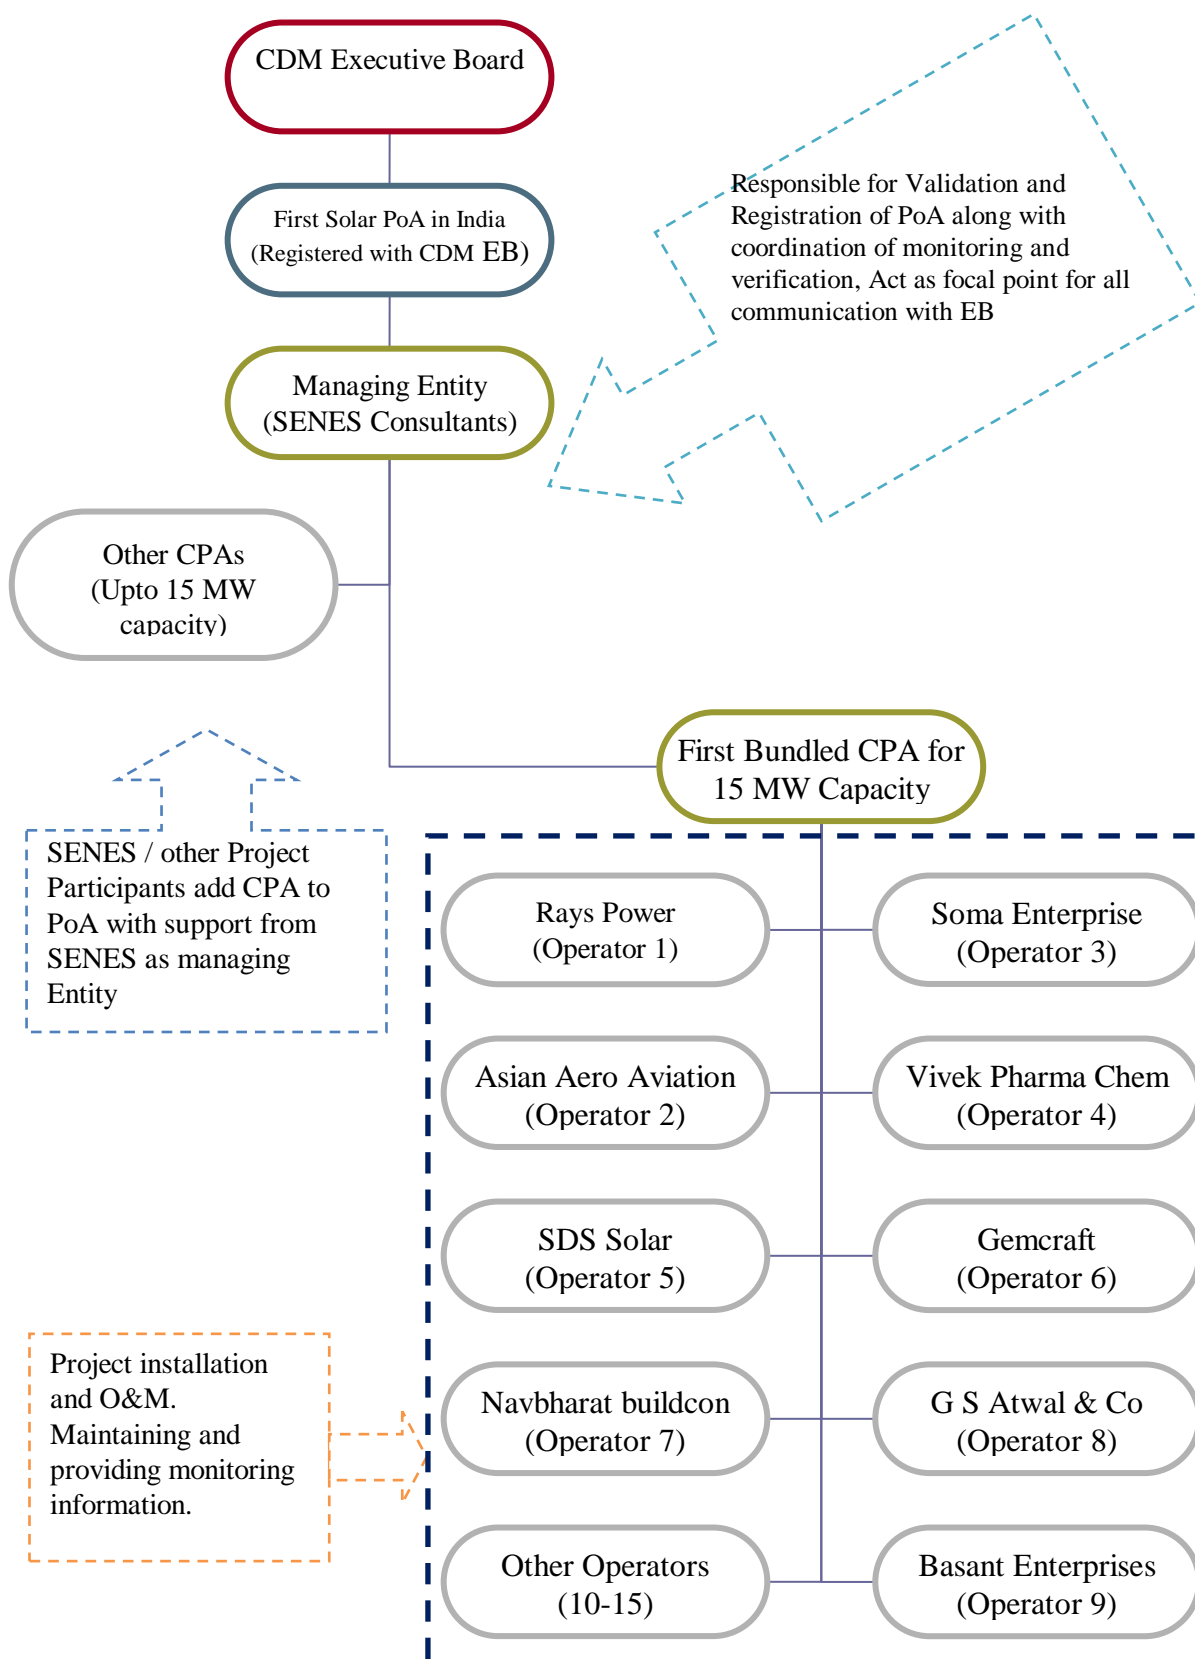 CDM Executive Board
First Solar PoA in India
(Registered with CDM EB)
Responsible for Validation and
Registration of PoA along with
coordination of monitoring and
verification, Act as focal point for all
communication with EB
Managing Entity
(SENES Consultants)
Other CPAs
(Upto 15 MW
capacity)
First Bundled CPA for
15 MW Capacity
SENES / other Project
Participants add CPA to
PoA with support from
SENES as managing
Entity
Rays Power
(Operator 1)
Soma Enterprise
(Operator 3)
Asian Aero Aviation
(Operator 2)
Vivek Pharma Chem
(Operator 4)
SDS Solar
(Operator 5)
Gemcraft
(Operator 6)
Project installation
and O&M.
Maintaining and
providing monitoring
information.
Navbharat buildcon
(Operator 7)
G S Atwal & Co
(Operator 8)
Other Operators
(10-15)
Basant Enterprises
(Operator 9)